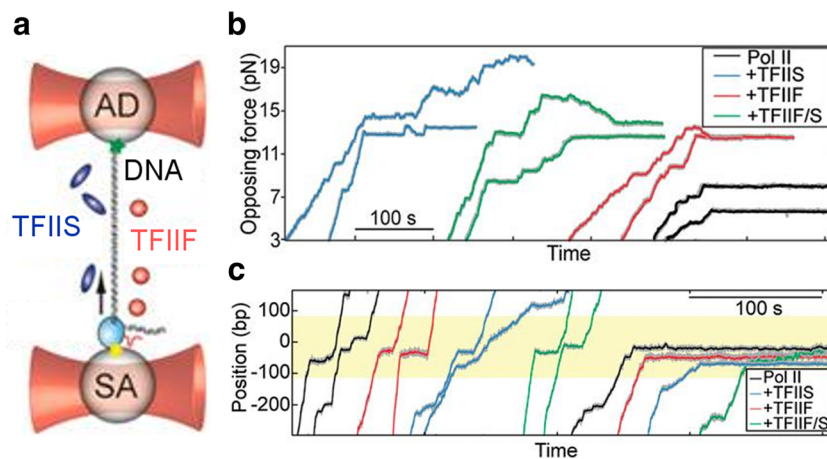 a
AD
DNA
TFIIS
TFIIF
SA
b
Opposing force (pN)
19
15
11
7
3
100 s
Time
Pol II
+TFIIS
+TFIIF
+TFIIF/S
c
Position (bp)
100
0
-100
-200
100 s
Time
Pol II
+TFIIS
+TFIIF
+TFIIF/S